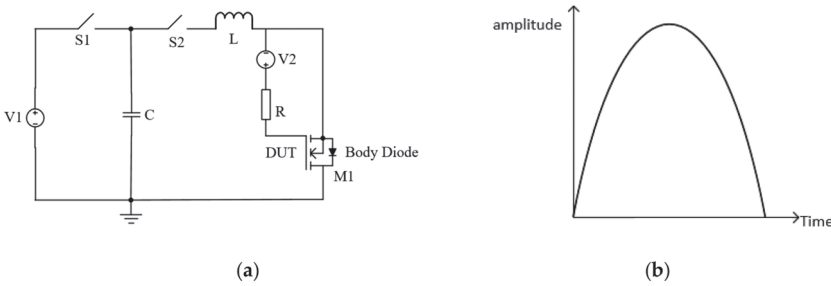 S1
S2
L
V2
V1
C
R
DUT
Body Diode
M1
(a)
amplitude
Time
(b)